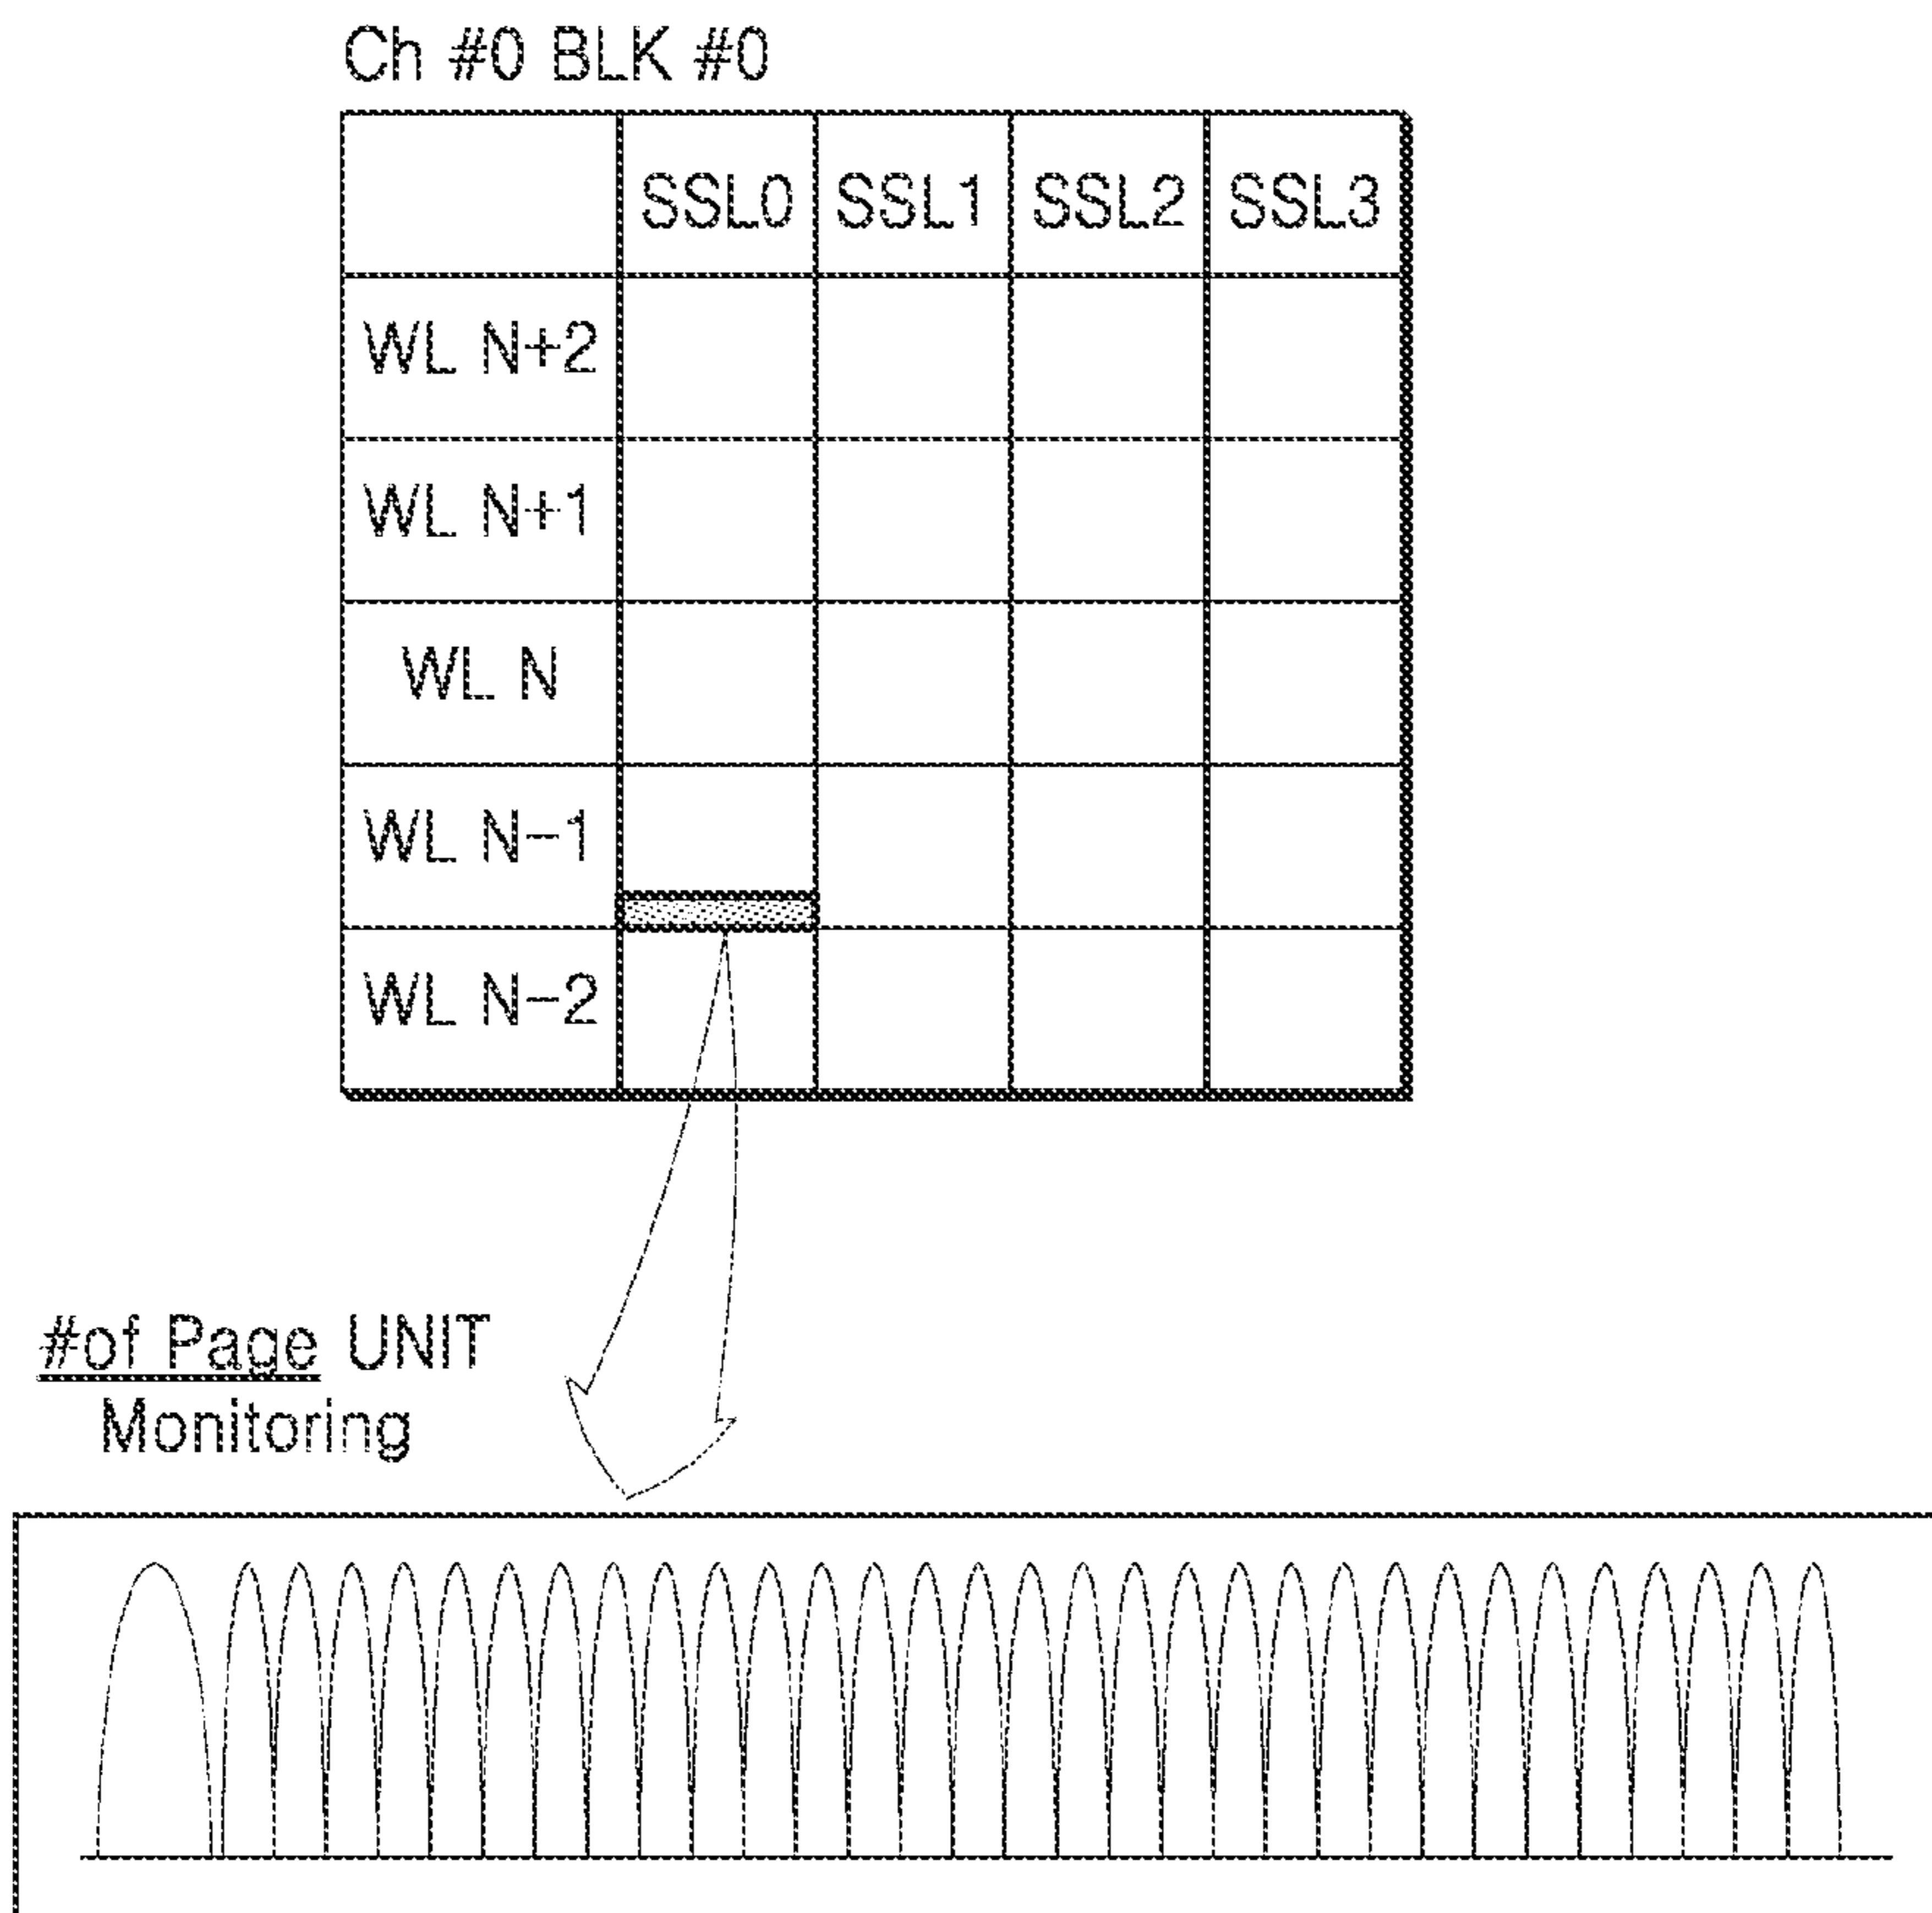 Ch #0 BLK #0
SSL0 SSL1 SSL2 SSL3
WL N+2
WL N+1
WL N
WL N-1
WL N-2
#of Page UNIT
Monitoring